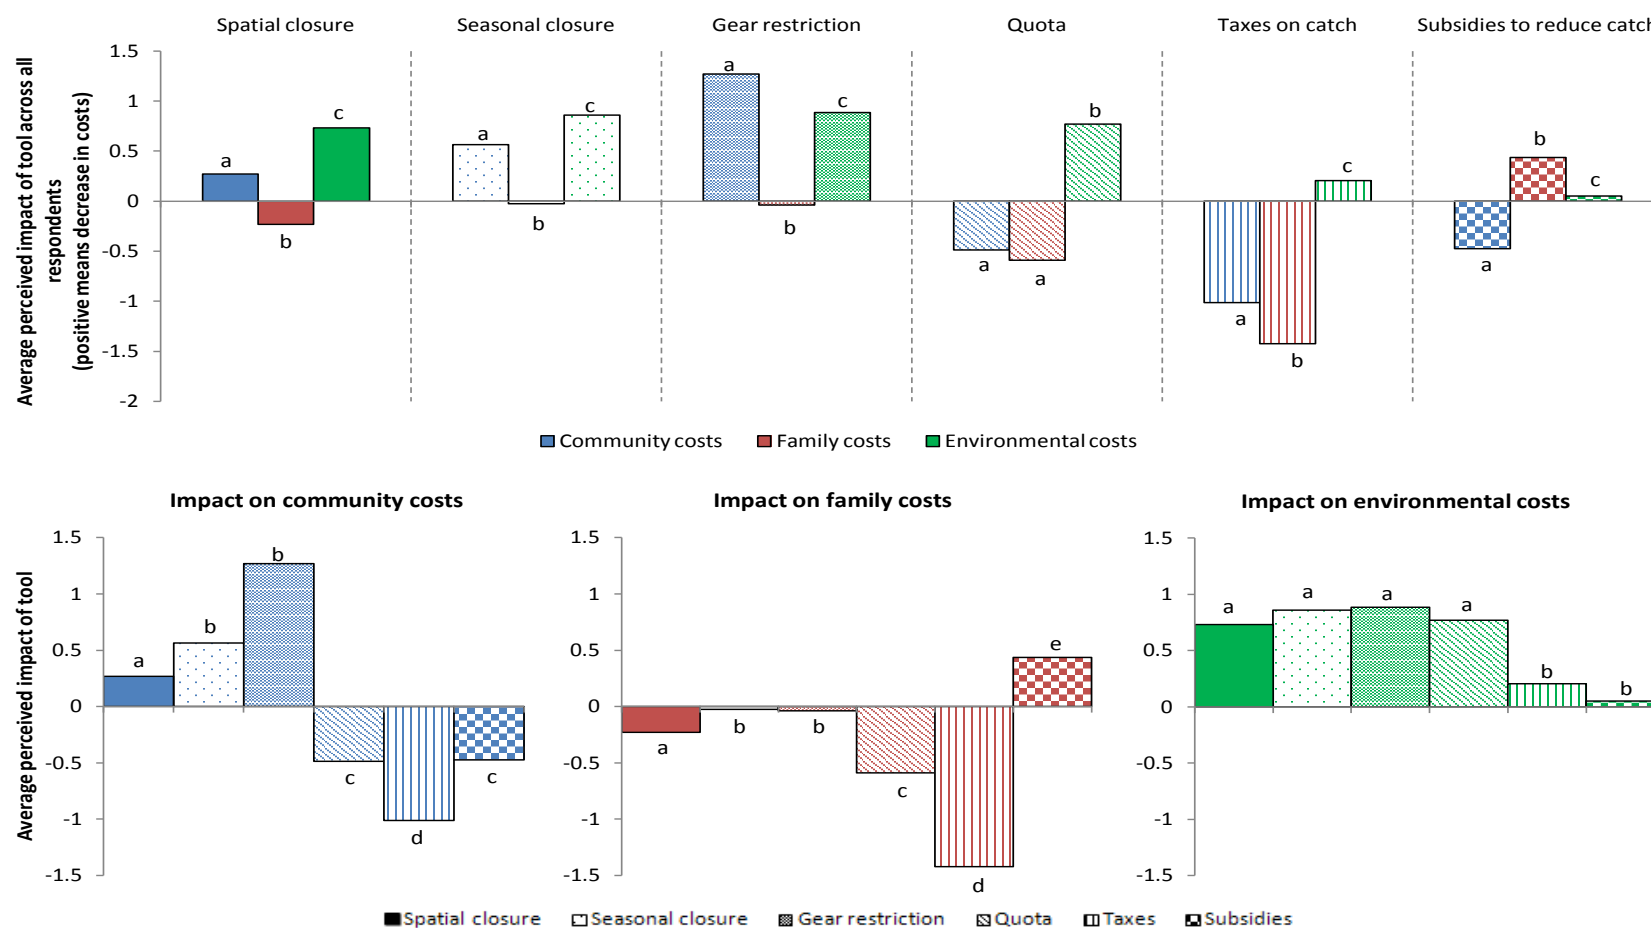 Spatial closure Seasonal closure Gear restriction Quota Taxes on catch Subsidies to reduce catch
Average perceived impact of tool across all
respondents
(positive means decrease in costs)
1.5
1
0.5
0
-0.5
-1
-1.5
-2
a b c
a b c
a b c
a a b
a b c
a b c
Community costs Family costs Environmental costs
Impact on community costs
Average perceived impact of tool
1.5
1
0.5
0
-0.5
-1
-1.5
a b b c d c
Impact on family costs
1.5
1
0.5
0
-0.5
-1
-1.5
a b b c d e
Impact on environmental costs
1.5
1
0.5
0
-0.5
-1
-1.5
a a a a b b
Spatial closure Seasonal closure Gear restriction Quota Taxes Subsidies